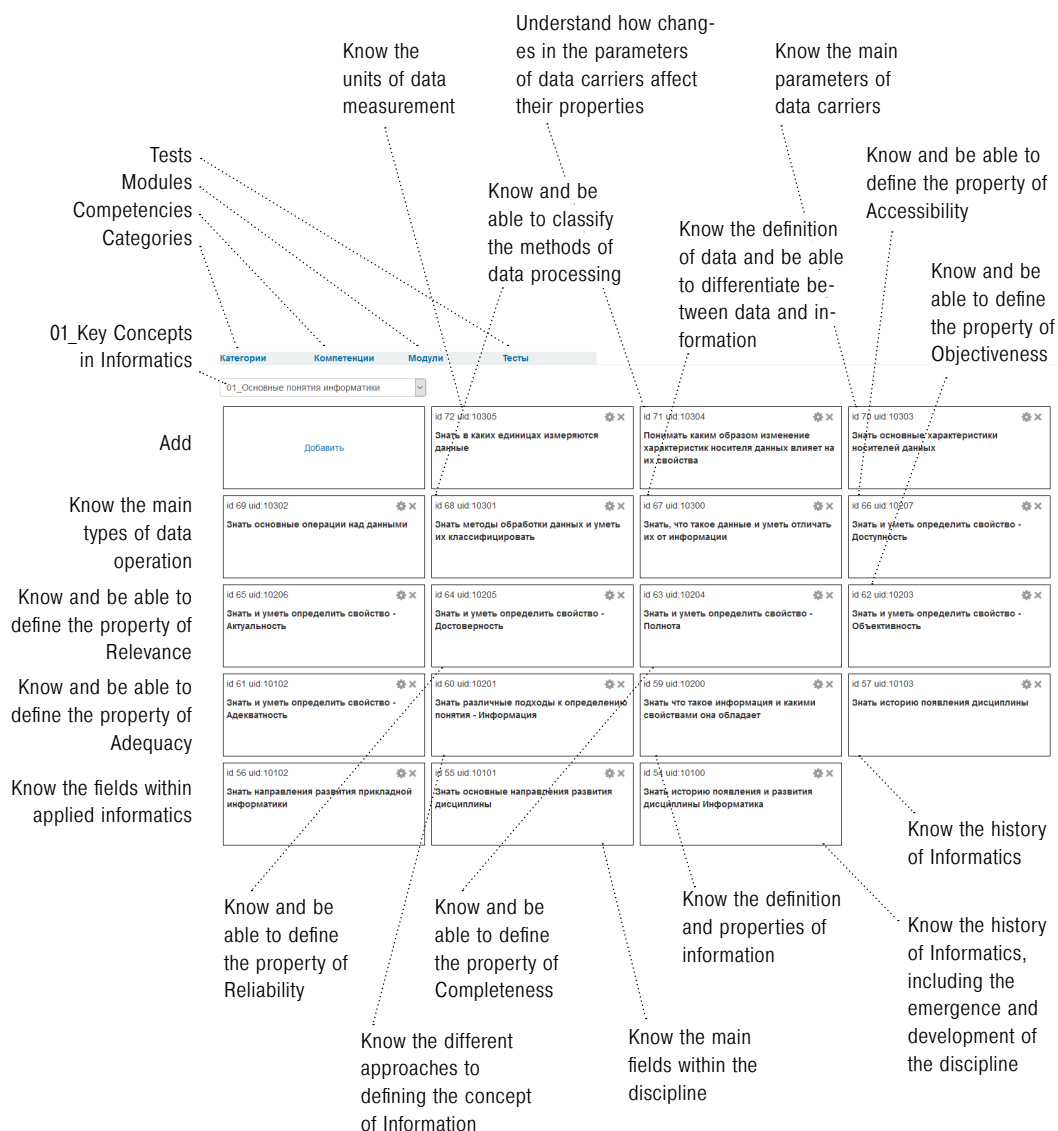 Understand how chang-
es in the parameters
of data carriers affect
their properties
Know the
units of data
measurement
Know the main
parameters of
data carriers
Tests
Modules
Competencies
Categories
Know and be
able to classify
the methods of
data processing
Know the definition
of data and be able
to differentiate be-
tween data and in-
formation
Know and be able to
define the property of
Accessibility
Know and be
able to define
the property of
Objectiveness
01_Key Concepts
in Informatics
Категории Компетенции Модули Тесты
01_Основные понятия информатики
Add
Добавить
id 72 uid:10305
Знать в каких единицах измеряются
данные
id 71 uid:10304
Понимать каким образом изменение
характеристик носителя данных влияет на
их свойства
id 70 uid:10303
Знать основные характеристики
носителей данных
Know the main
types of data
operation
id 69 uid:10302
Знать основные операции над данными
id 68 uid:10301
Знать методы обработки данных и уметь
их классифицировать
id 67 uid:10300
Знать, что такое данные и уметь отличать
их от информации
id 66 uid:10207
Знать и уметь определить свойство -
Доступность
Know and be able to
define the property of
Relevance
id 65 uid:10206
Знать и уметь определить свойство -
Актуальность
id 64 uid:10205
Знать и уметь определить свойство -
Достоверность
id 63 uid:10204
Знать и уметь определить свойство -
Полнота
id 62 uid:10203
Знать и уметь определить свойство -
Объективность
Know and be able to
define the property of
Adequacy
id 61 uid:10102
Знать и уметь определить свойство -
Адекватность
id 60 uid:10201
Знать различные подходы к определению
понятия - Информация
id 59 uid:10200
Знать что такое информация и какими
свойствами она обладает
id 57 uid:10103
Знать историю появления дисциплины
Know the fields within
applied informatics
id 56 uid:10102
Знать направления развития прикладной
информатики
id 55 uid:10101
Знать основные направления развития
дисциплины
id 54 uid:10100
Знать историю появления и развития
дисциплины Информатика
Know the history
of Informatics
Know and be
able to define
the property of
Reliability
Know and be
able to define
the property of
Completeness
Know the definition
and properties of
information
Know the history
of Informatics,
including the
emergence and
development of
the discipline
Know the different
approaches to
defining the concept
of Information
Know the main
fields within the
discipline